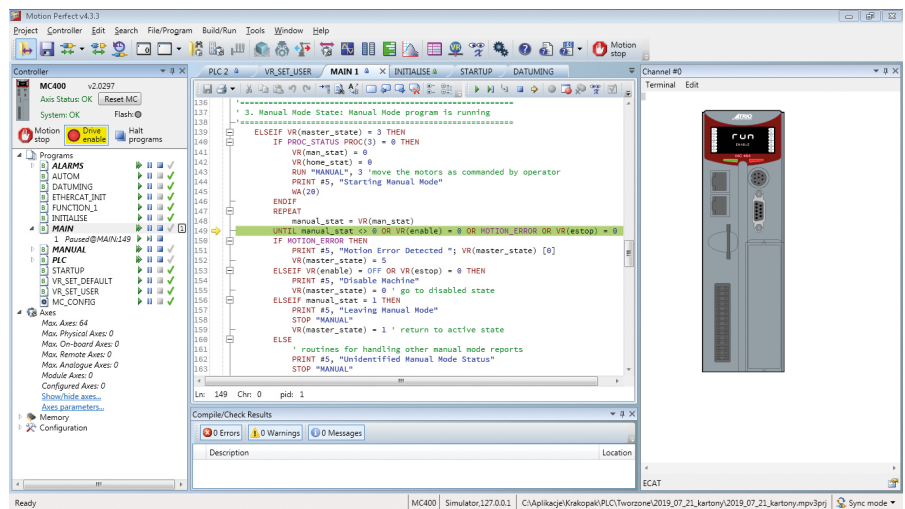 Motion Perfect v4.3.3
Project Controller Edit Search File/Program Build/Run Tools Window Help
Motion stop
Controller
MC400 v2.0297
Axis Status: OK Reset MC
System: OK Flash:
Motion stop Drive enable Halt programs
Programs
ALARMS
AUTOM
DATUMING
ETHERCAT_INIT
FUNCTION_1
INITIALISE
MAIN 1
1 Paused@MAIN:149
MANUAL
PLC
STARTUP
VR_SET_DEFAULT
VR_SET_USER
MC_CONFIG
Axes
Max. Axes: 64
Max. Physical Axes: 0
Max. On-board Axes: 0
Max. Remote Axes: 0
Max. Analogue Axes: 0
Module Axes: 0
Configured Axes: 0
Show/hide axes...
Axes parameters...
Memory
Configuration
PLC 2 VR_SET_USER MAIN 1 INITIALISE STARTUP DATUMING
136 '==============================================================
137 ' 3. Manual Mode State: Manual Mode program is running
138 '==============================================================
139 ELSEIF VR(master_state) = 3 THEN
140 IF PROC_STATUS PROC(3) = 0 THEN
141 VR(man_stat) = 0
142 VR(home_stat) = 0
143 RUN "MANUAL", 3 'move the motors as commanded by operator
144 PRINT #5, "Starting Manual Mode"
145 WA(20)
146 ENDIF
147 REPEAT
148 manual_stat = VR(man_stat)
149 UNTIL manual_stat <> 0 OR VR(enable) = 0 OR MOTION_ERROR OR VR(estop) = 0
150 IF MOTION_ERROR THEN
151 PRINT #5, "Motion Error Detected "; VR(master_state) [0]
152 VR(master_state) = 5
153 ELSEIF VR(enable) = OFF OR VR(estop) = 0 THEN
154 PRINT #5, "Disable Machine"
155 VR(master_state) = 0 ' go to disabled state
156 ELSEIF manual_stat = 1 THEN
157 PRINT #5, "Leaving Manual Mode"
158 STOP "MANUAL"
159 VR(master_state) = 1 ' return to active state
160 ELSE
161 ' routines for handling other manual mode reports
162 PRINT #5, "Unidentified Manual Mode Status"
163 STOP "MANUAL"
Ln: 149 Chr: 0 pid: 1
Compile/Check Results
0 Errors 0 Warnings 0 Messages
Description Location
Channel #0
Terminal Edit
TRIO
run
ENABLE
MC 400
ECAT
Ready MC400 Simulator,127.0.0.1 C:\Aplikacje\Krakopak\PLC\Tworzone\2019_07_21_kartony\2019_07_21_kartony.mpv3prj Sync mode